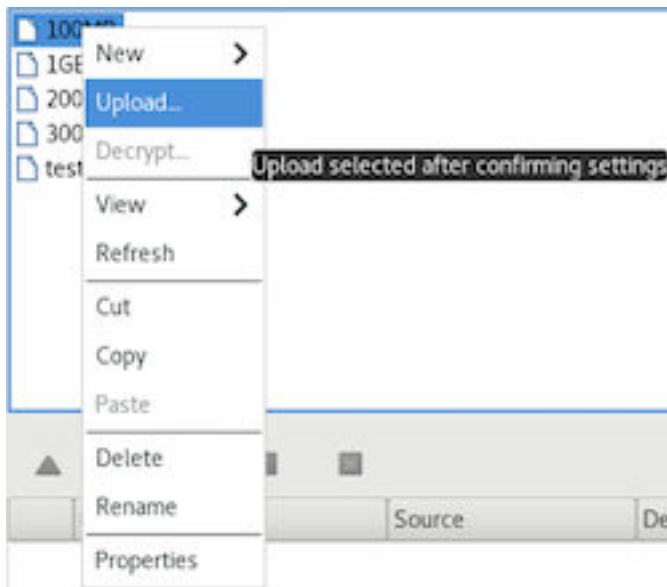 100MB
1GB
200
300
test
New
Upload...
Decrypt...
Upload selected after confirming settings
View
Refresh
Cut
Copy
Paste
Delete
Rename
Properties
Source
De